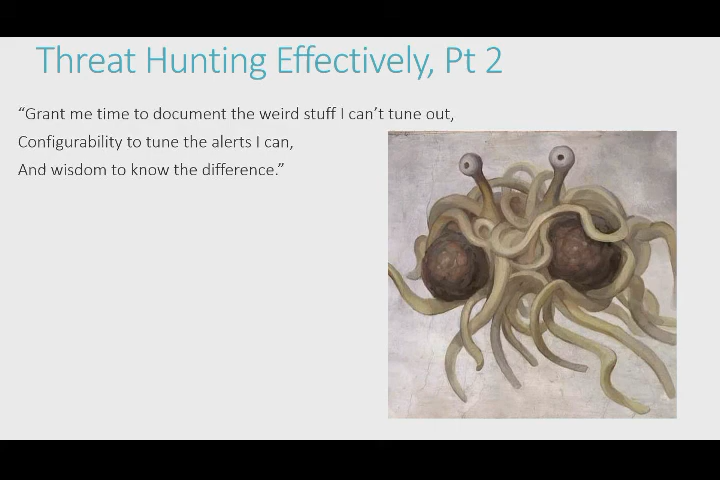 Threat Hunting Effectively, Pt 2
“Grant me time to document the weird stuff I can’t tune out,
Configurability to tune the alerts I can,
And wisdom to know the difference.”